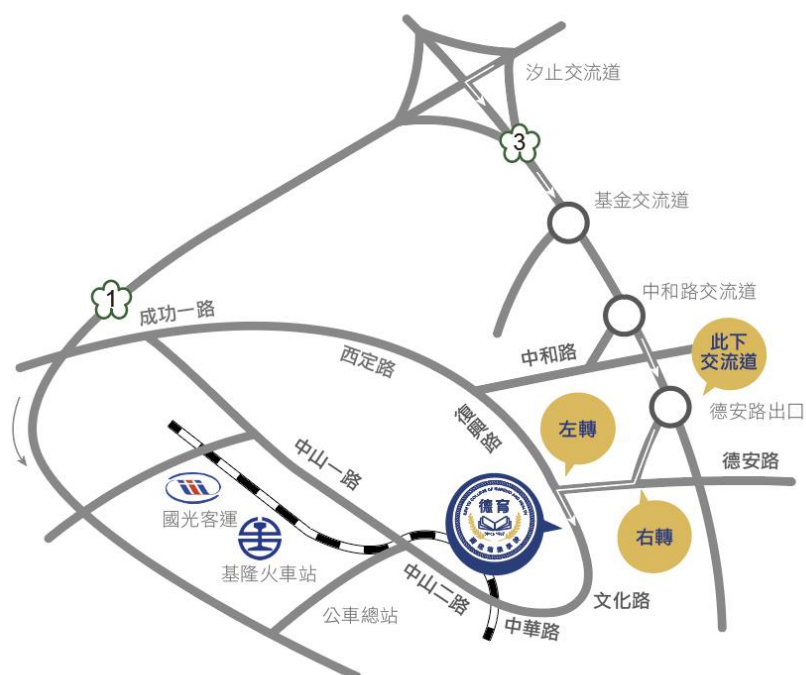 汐止交流道
3
基金交流道
1
成功一路
中和路交流道
西定路
中和路
此下
交流道
復興路
左轉
德安路出口
中山一路
德安路
國光客運
德育
右轉
基隆火車站
中山二路
公車總站
中華路
文化路